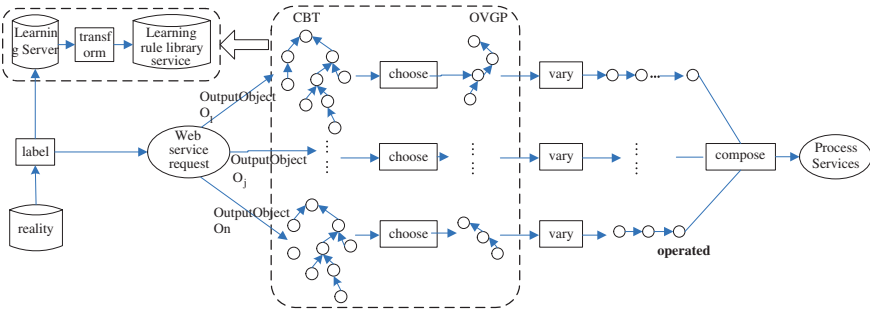 CBT
OVGP
Learnin
g Server
transf
orm
Learning
rule library
service
choose
vary
...
OutputObject
O1
label
Web
service
request
OutputObject
Oj
choose
vary
compose
Process
Services
OutputObject
On
reality
choose
vary
operated